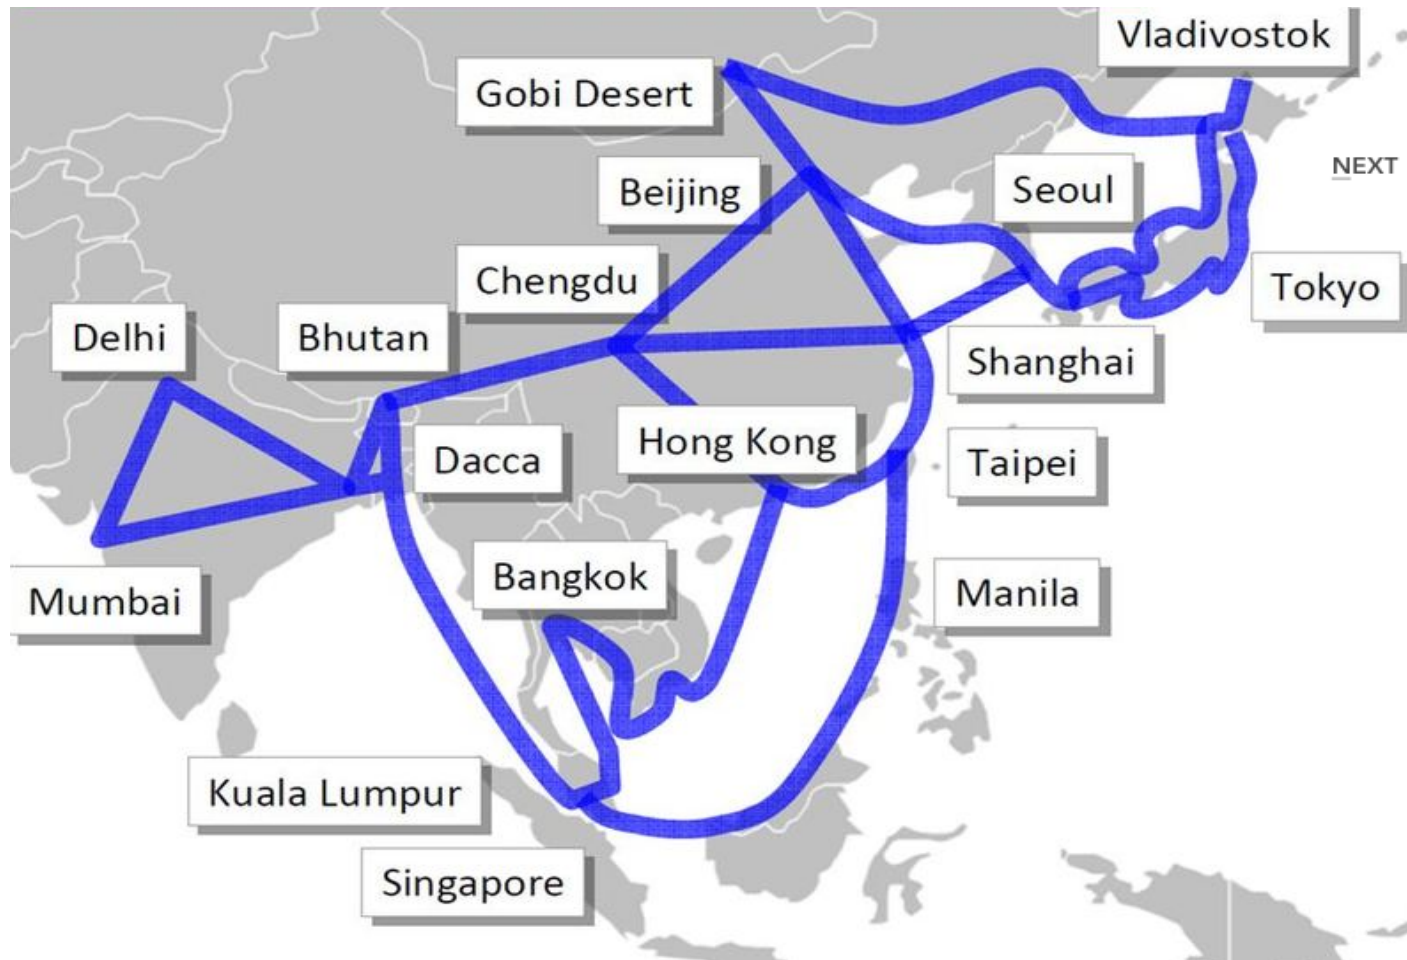 Vladivostok
Gobi Desert
NEXT
Beijing
Seoul
Chengdu
Tokyo
Delhi
Bhutan
Shanghai
Hong Kong
Dacca
Taipei
Bangkok
Manila
Mumbai
Kuala Lumpur
Singapore